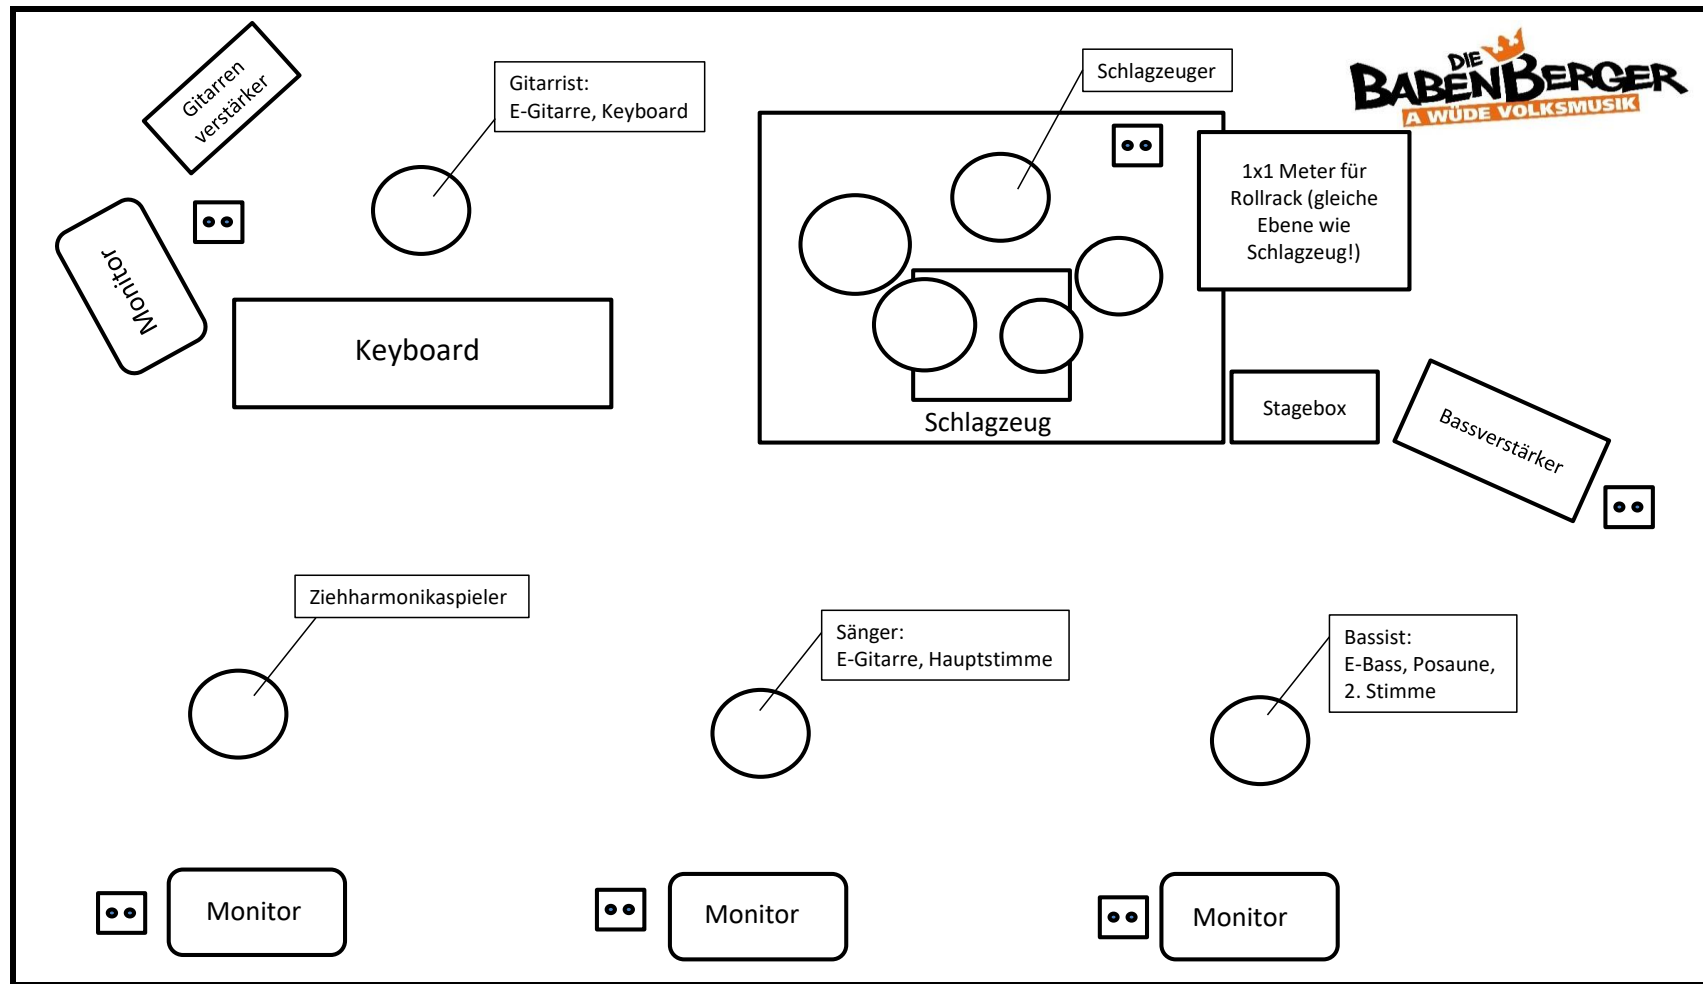 Gitarren
verstärker
Gitarrist:
E-Gitarre, Keyboard
Schlagzeuger
DIE
BABENBERGER
A WÜDE VOLKSMUSIK
1x1 Meter für
Rollrack (gleiche
Ebene wie
Schlagzeug!)
Monitor
Keyboard
Schlagzeug
Stagebox
Bassverstärker
Ziehharmonikaspieler
Sänger:
E-Gitarre, Hauptstimme
Bassist:
E-Bass, Posaune,
2. Stimme
Monitor
Monitor
Monitor